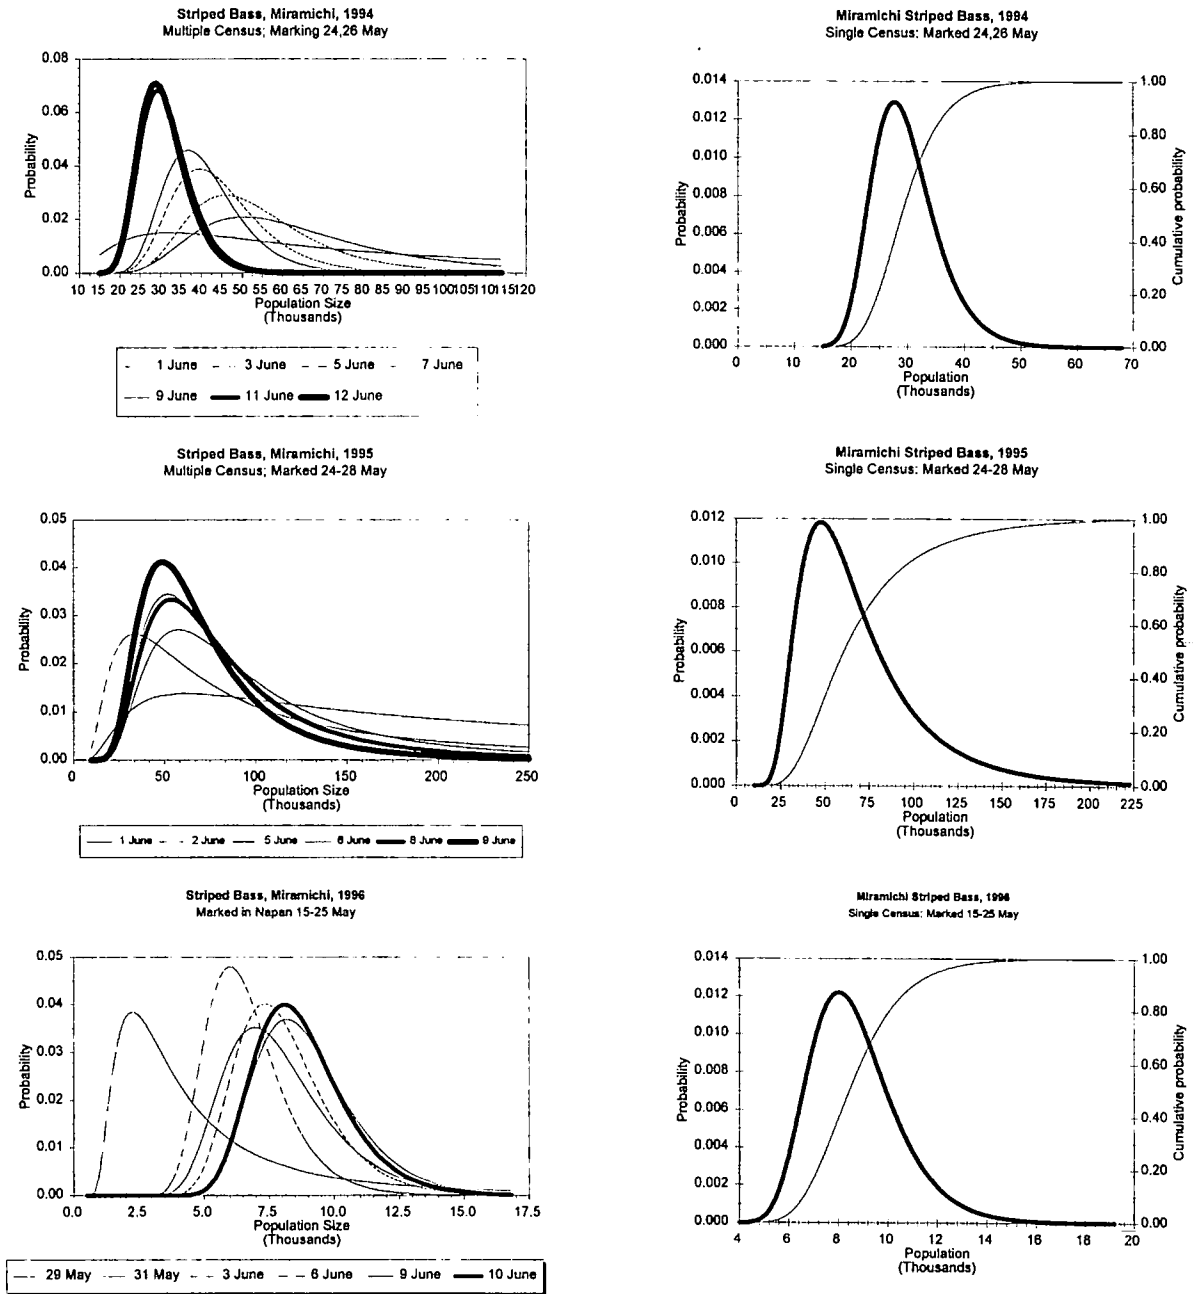 Striped Bass, Miramichi, 1994
Multiple Census; Marking 24,26 May
0.08
0.06
0.04
0.02
0.00
Probability
10 15 20 25 30 35 40 45 50 55 60 65 70 75 80 85 90 95 100105110115120
Population Size
(Thousands)
1 June 3 June 5 June 7 June
9 June 11 June 12 June
Miramichi Striped Bass, 1994
Single Census: Marked 24,26 May
0.014
0.012
0.010
0.008
0.006
0.004
0.002
0.000
Probability
1.00
0.80
0.60
0.40
0.20
0.00
Cumulative probability
0 10 20 30 40 50 60 70
Population
(Thousands)
Striped Bass, Miramichi, 1995
Multiple Census; Marked 24-28 May
0.05
0.04
0.03
0.02
0.01
0.00
Probability
0 50 100 150 200 250
Population Size
(Thousands)
1 June 2 June 5 June 6 June 8 June 9 June
Miramichi Striped Bass, 1995
Single Census: Marked 24-28 May
0.012
0.010
0.008
0.006
0.004
0.002
0.000
Probability
1.00
0.80
0.60
0.40
0.20
0.00
Cumulative probability
0 25 50 75 100 125 150 175 200 225
Population
(Thousands)
Striped Bass, Miramichi, 1996
Marked in Napan 15-25 May
0.05
0.04
0.03
0.02
0.01
0.00
Probability
0.0 2.5 5.0 7.5 10.0 12.5 15.0 17.5
Population Size
(Thousands)
29 May 31 May 3 June 6 June 9 June 10 June
Miramichi Striped Bass, 1996
Single Census: Marked 15-25 May
0.014
0.012
0.010
0.008
0.006
0.004
0.002
0.000
Probability
1.00
0.80
0.60
0.40
0.20
0.00
Cumulative probability
4 6 8 10 12 14 16 18 20
Population
(Thousands)